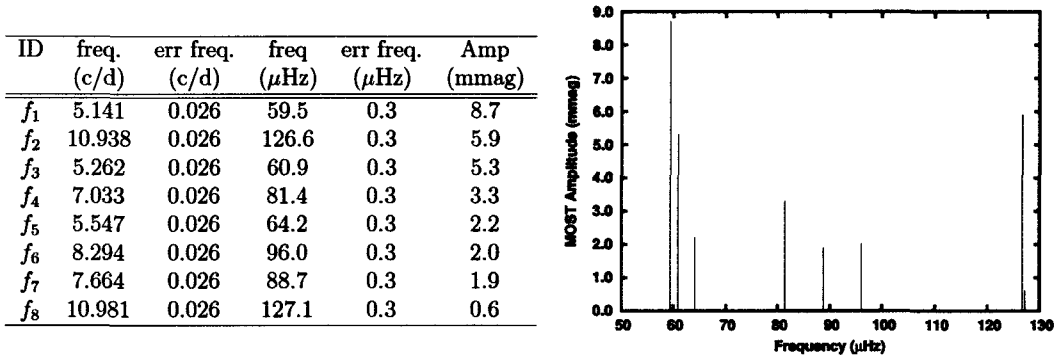 ID freq. err freq. freq err freq. Amp
(c/d) (c/d) (μHz) (μHz) (mmag)
f₁ 5.141 0.026 59.5 0.3 8.7
f₂ 10.938 0.026 126.6 0.3 5.9
f₃ 5.262 0.026 60.9 0.3 5.3
f₄ 7.033 0.026 81.4 0.3 3.3
f₅ 5.547 0.026 64.2 0.3 2.2
f₆ 8.294 0.026 96.0 0.3 2.0
f₇ 7.664 0.026 88.7 0.3 1.9
f₈ 10.981 0.026 127.1 0.3 0.6
MOST Amplitude (mmag)
9.0
8.0
7.0
6.0
5.0
4.0
3.0
2.0
1.0
0.0
50 60 70 80 90 100 110 120 130
Frequency (μHz)